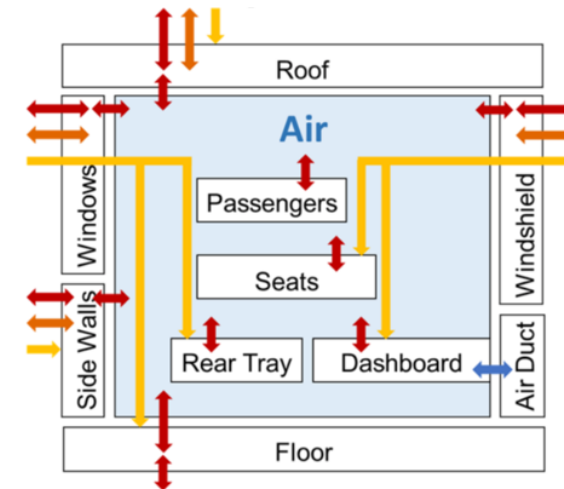 Roof
Air
Windows
Passengers
Windshield
Seats
Side Walls
Rear Tray
Dashboard
Air Duct
Floor